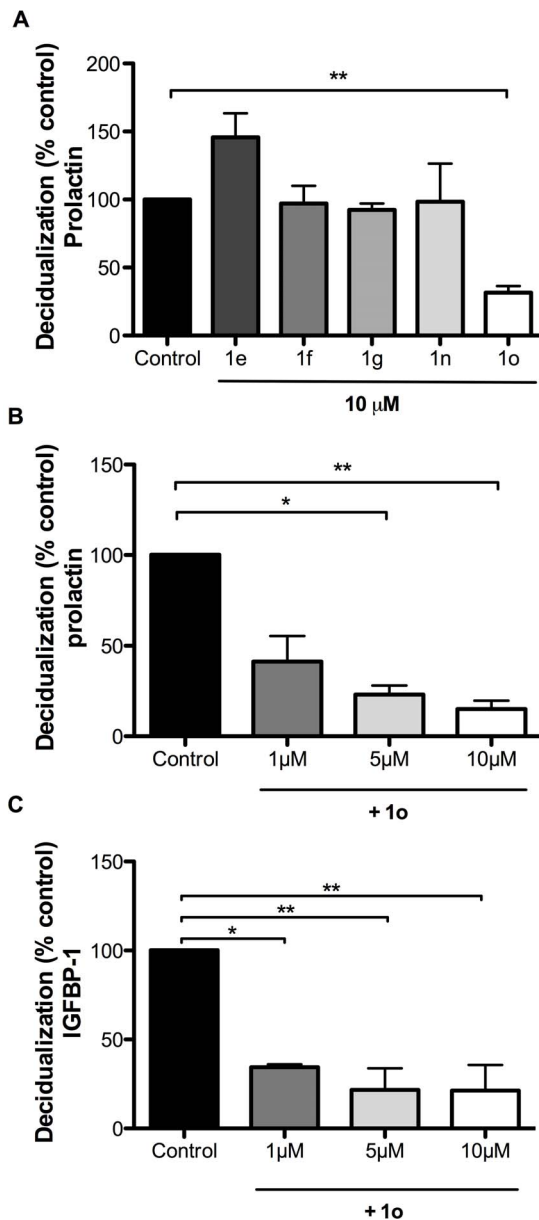 A
Decidualization (% control)
Prolactin
200
150
100
50
0
**
Control 1e 1f 1g 1n 1o
10 µM
B
Decidualization (% control)
prolactin
150
100
50
0
**
*
Control 1µM 5µM 10µM
+ 1o
C
Decidualization (% control)
IGFBP-1
150
100
50
0
**
**
*
Control 1µM 5µM 10µM
+ 1o